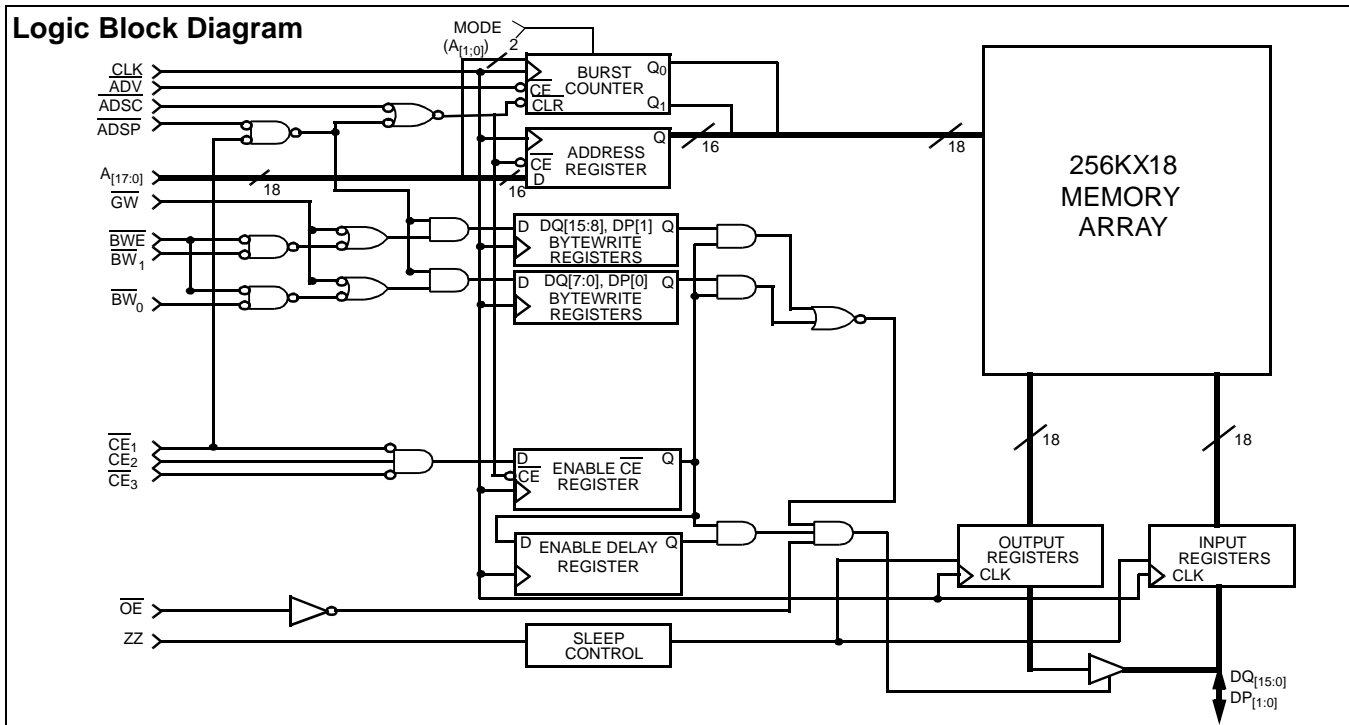 Logic Block Diagram
MODE
(A[1;0])
2
CLK
ADV
ADSC
ADSP
BURST
COUNTER
CE
CLR
Q0
Q1
ADDRESS
REGISTER
CE
D
Q
16
18
A[17:0]
18
16
GW
BWE
BW1
BW0
D
DQ[15:8], DP[1]
BYTEWRITE
REGISTERS
Q
D
DQ[7:0], DP[0]
BYTEWRITE
REGISTERS
Q
256KX18
MEMORY
ARRAY
18
18
CE1
CE2
CE3
D
CE
ENABLE CE
REGISTER
Q
D
ENABLE DELAY
REGISTER
Q
OUTPUT
REGISTERS
CLK
INPUT
REGISTERS
CLK
OE
ZZ
SLEEP
CONTROL
DQ[15:0]
DP[1:0]